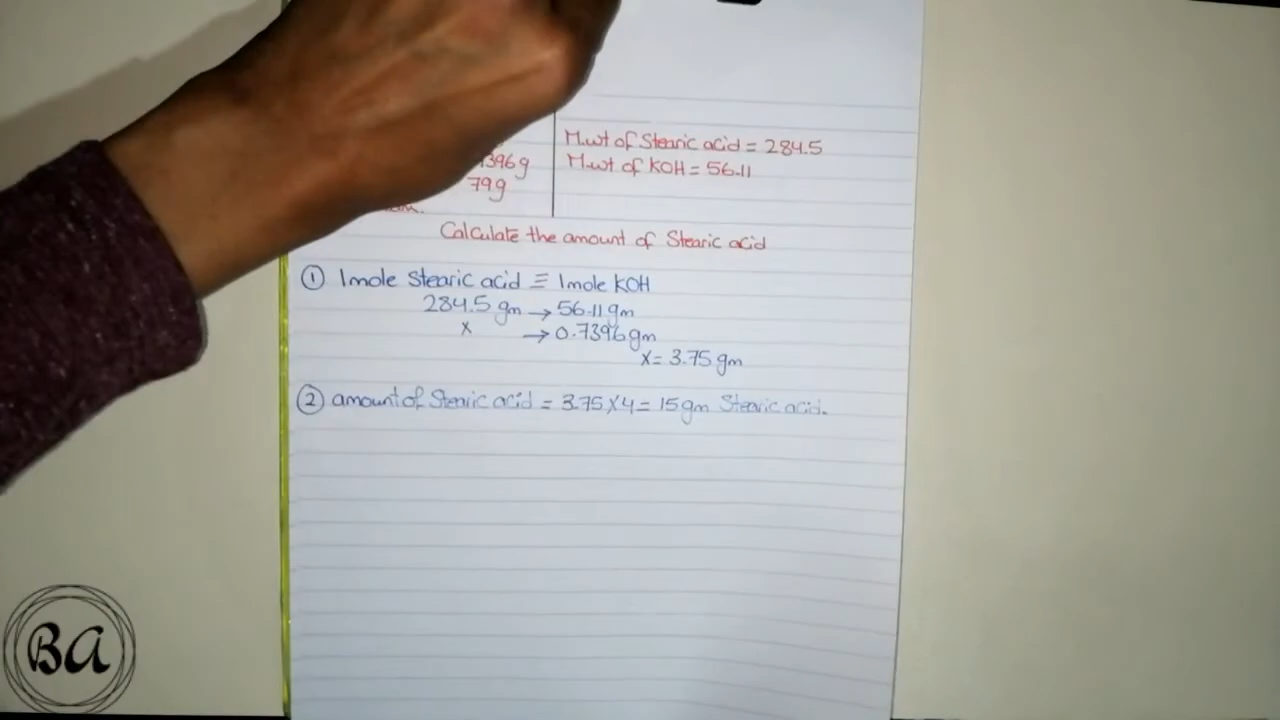 M.wt of Stearic acid = 284.5
396g M.wt of KOH = 56.11
79g
Calculate the amount of Stearic acid
① 1mole Stearic acid ≡ 1mole KOH
284.5 gm → 56.11 gm
x → 0.7396 gm
x = 3.75 gm
② amount of Stearic acid = 3.75 X 4 = 15 gm Stearic acid.
BA